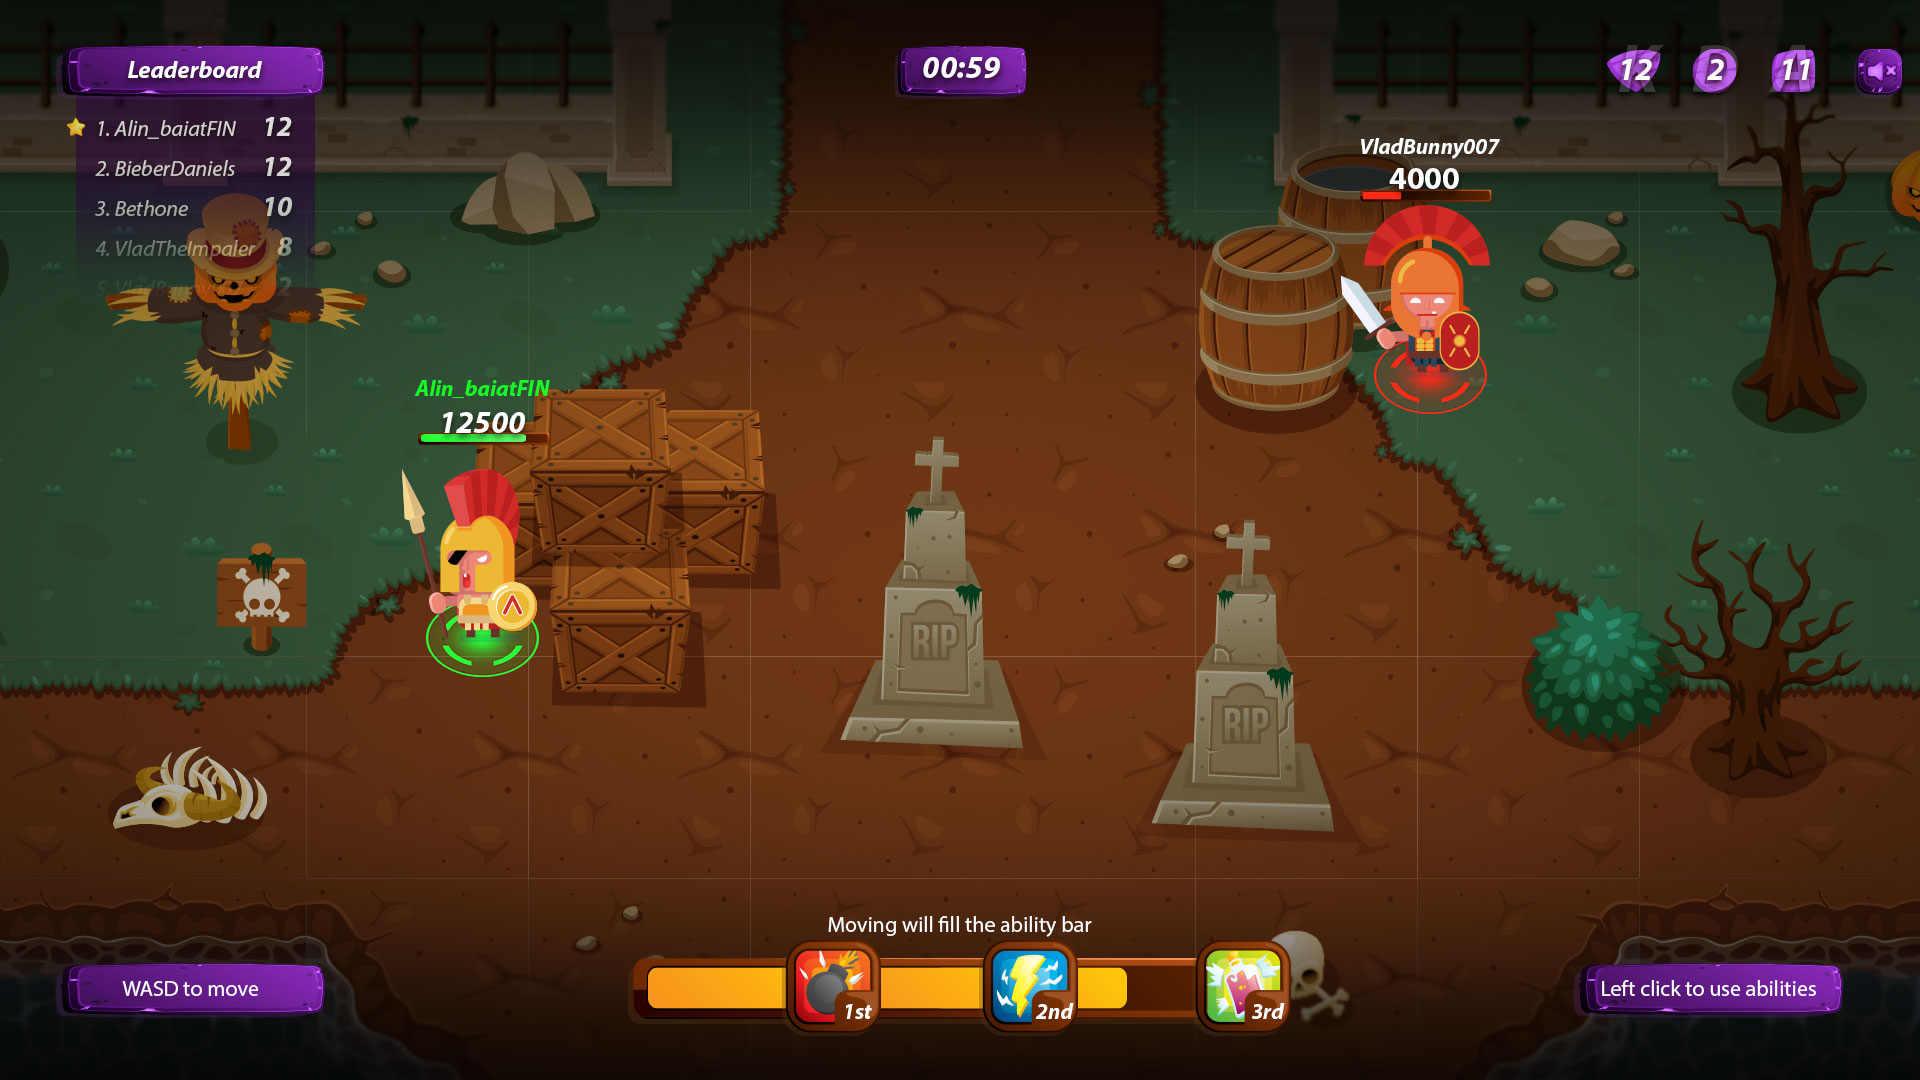 Leaderboard
00:59
K D A
12 2 11
1. Alin_baiatFIN 12
2. BieberDaniels 12
3. Bethone 10
4. VladTheImpaler 8
2
VladBunny007
4000
Alin_baiatFIN
12500
RIP
RIP
Moving will fill the ability bar
WASD to move
1st
2nd
3rd
Left click to use abilities